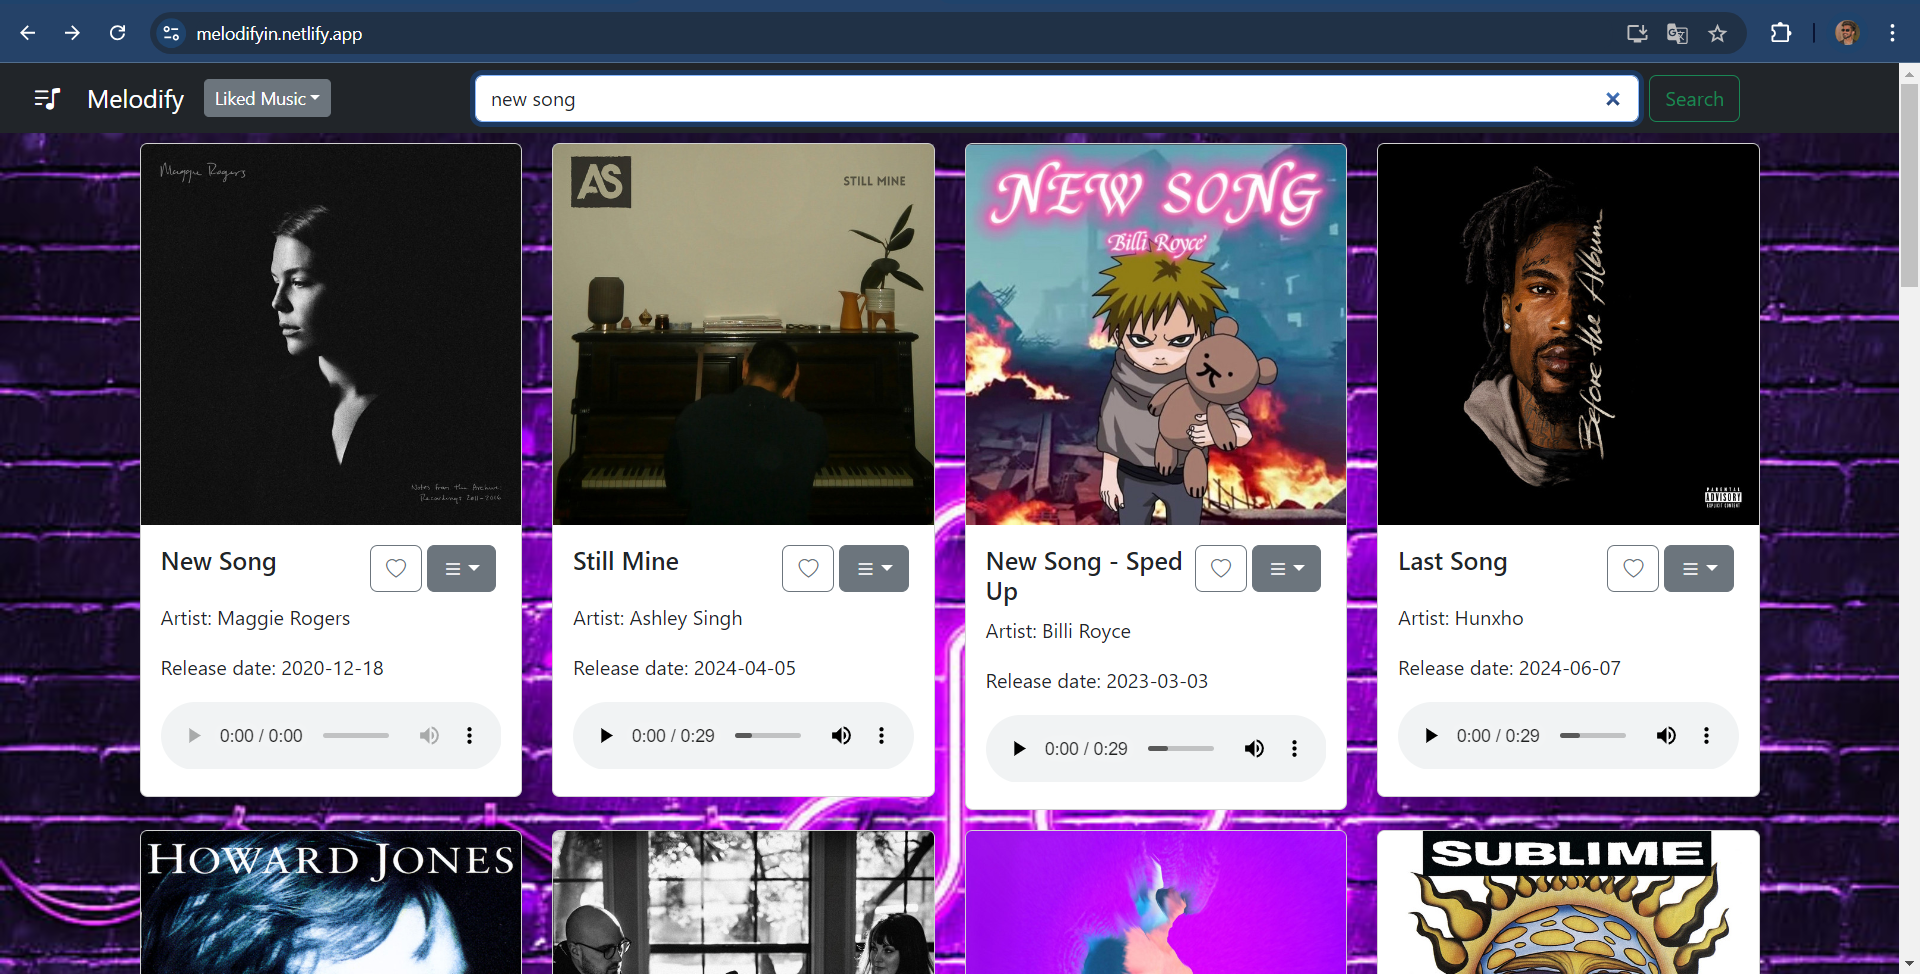 melodifyin.netlify.app
Melodify
Liked Music
new song
Search
Maggie Rogers
Notes from the Archive:
Recordings 2011-2016
AS
STILL MINE
NEW SONG
Billi Royce
Before the Album
PARENTAL
ADVISORY
EXPLICIT CONTENT
New Song
Artist: Maggie Rogers
Release date: 2020-12-18
0:00 / 0:00
Still Mine
Artist: Ashley Singh
Release date: 2024-04-05
0:00 / 0:29
New Song - Sped
Up
Artist: Billi Royce
Release date: 2023-03-03
0:00 / 0:29
Last Song
Artist: Hunxho
Release date: 2024-06-07
0:00 / 0:29
HOWARD JONES
SUBLIME